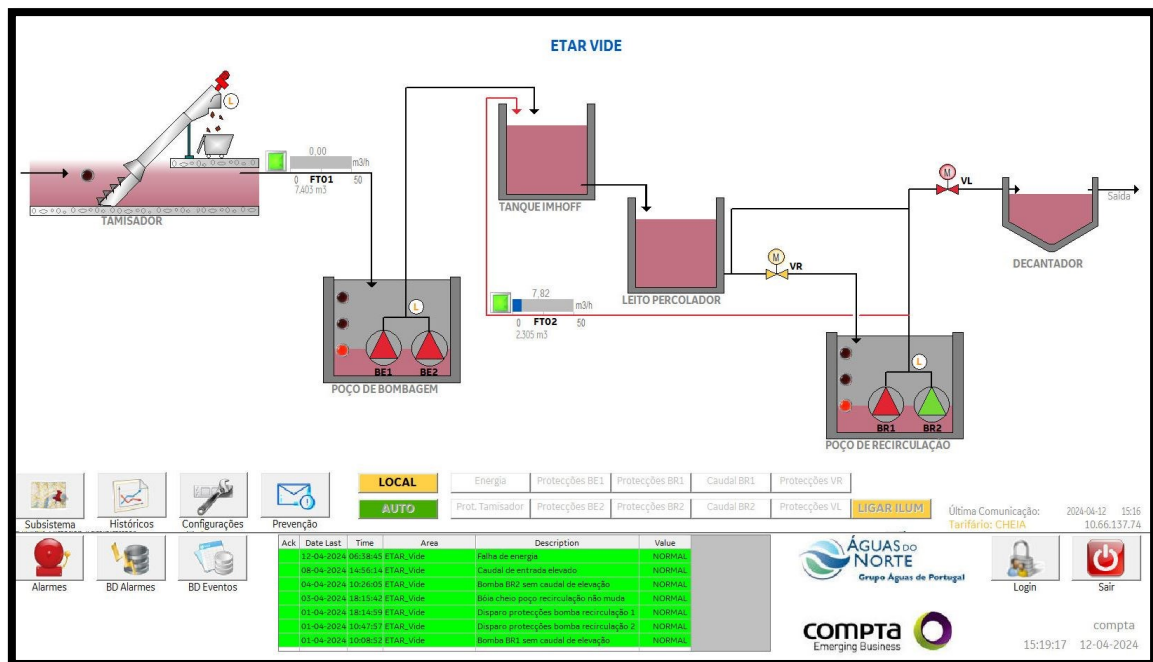 ETAR VIDE
L
0,00
m3/h
0 FT01 50
7,403 m3
TAMISADOR
TANQUE IMHOFF
M
VL
Saída
DECANTADOR
M
VR
LEITO PERCOLADOR
7,82
m3/h
0 FT02 50
2,305 m3
L
BE1 BE2
POÇO DE BOMBAGEM
L
BR1 BR2
POÇO DE RECIRCULAÇÃO
Subsistema
Históricos
Configurações
Prevenção
LOCAL
Energia
Protecções BE1
Protecções BR1
Caudal BR1
Protecções VR
AUTO
Prot. Tamisador
Protecções BE2
Protecções BR2
Caudal BR2
Protecções VL
LIGAR ILUM
Última Comunicação: 2024-04-12 15:16
Tarifário: CHEIA 10.66.137.74
Alarmes
BD Alarmes
BD Eventos
Ack Date Last Time Area Description Value
12-04-2024 06:38:45 ETAR_Vide Falha de energia NORMAL
08-04-2024 14:56:14 ETAR_Vide Caudal de entrada elevado NORMAL
04-04-2024 10:26:05 ETAR_Vide Bomba BR2 sem caudal de elevação NORMAL
03-04-2024 18:15:42 ETAR_Vide Bóia cheio poço recirculação não muda NORMAL
01-04-2024 18:14:59 ETAR_Vide Disparo protecções bomba recirculação 1 NORMAL
01-04-2024 10:47:57 ETAR_Vide Disparo protecções bomba recirculação 2 NORMAL
01-04-2024 10:08:52 ETAR_Vide Bomba BR1 sem caudal de elevação NORMAL
ÁGUAS DO
NORTE
Grupo Águas de Portugal
Login
Sair
compta
Emerging Business
compta
15:19:17 12-04-2024